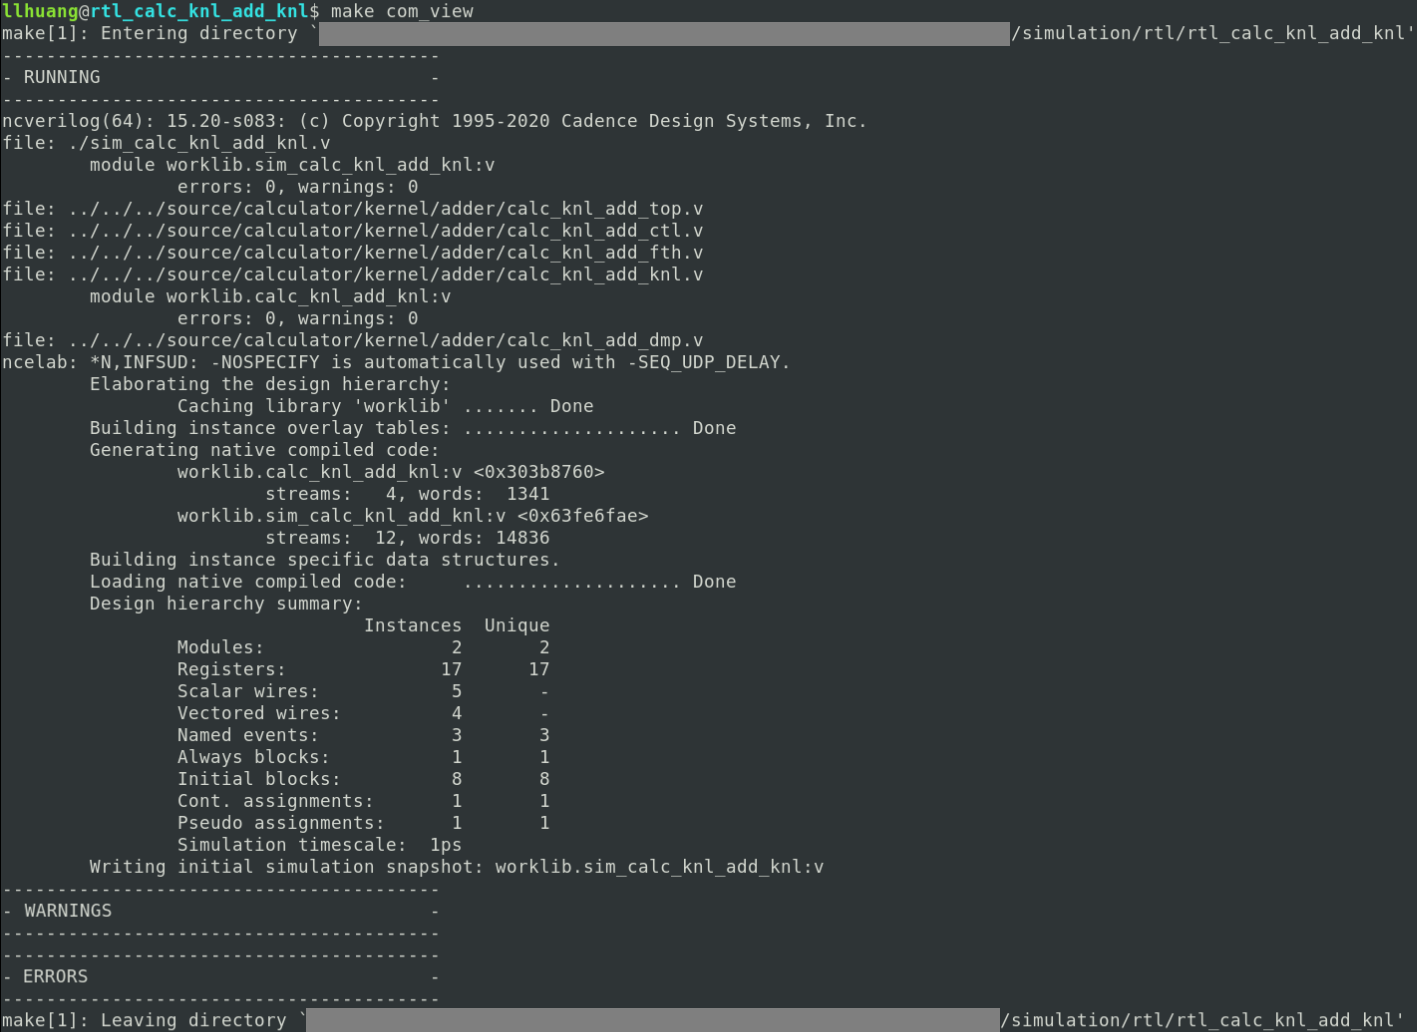 llhuang@rtl_calc_knl_add_knl$ make com_view
make[1]: Entering directory `/simulation/rtl/rtl_calc_knl_add_knl'
----------------------------------------
- RUNNING                              -
----------------------------------------
ncverilog(64): 15.20-s083: (c) Copyright 1995-2020 Cadence Design Systems, Inc.
file: ./sim_calc_knl_add_knl.v
        module worklib.sim_calc_knl_add_knl:v
                errors: 0, warnings: 0
file: ../../../source/calculator/kernel/adder/calc_knl_add_top.v
file: ../../../source/calculator/kernel/adder/calc_knl_add_ctl.v
file: ../../../source/calculator/kernel/adder/calc_knl_add_fth.v
file: ../../../source/calculator/kernel/adder/calc_knl_add_knl.v
        module worklib.calc_knl_add_knl:v
                errors: 0, warnings: 0
file: ../../../source/calculator/kernel/adder/calc_knl_add_dmp.v
ncelab: *N,INFSUD: -NOSPECIFY is automatically used with -SEQ_UDP_DELAY.
        Elaborating the design hierarchy:
                Caching library 'worklib' ....... Done
        Building instance overlay tables: .................... Done
        Generating native compiled code:
                worklib.calc_knl_add_knl:v <0x303b8760>
                        streams:   4, words:  1341
                worklib.sim_calc_knl_add_knl:v <0x63fe6fae>
                        streams:  12, words: 14836
        Building instance specific data structures.
        Loading native compiled code:     .................... Done
        Design hierarchy summary:
                                 Instances  Unique
                Modules:                 2       2
                Registers:              17      17
                Scalar wires:            5       -
                Vectored wires:          4       -
                Named events:            3       3
                Always blocks:           1       1
                Initial blocks:          8       8
                Cont. assignments:       1       1
                Pseudo assignments:      1       1
                Simulation timescale:  1ps
        Writing initial simulation snapshot: worklib.sim_calc_knl_add_knl:v
----------------------------------------
- WARNINGS                             -
----------------------------------------
----------------------------------------
- ERRORS                               -
----------------------------------------
make[1]: Leaving directory `/simulation/rtl/rtl_calc_knl_add_knl'